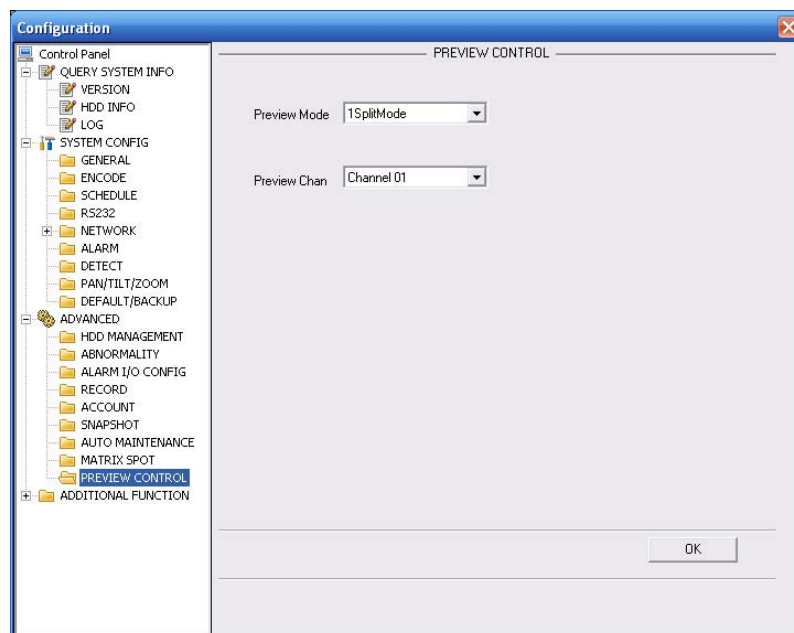 Configuration
Control Panel
QUERY SYSTEM INFO
VERSION
HDD INFO
LOG
SYSTEM CONFIG
GENERAL
ENCODE
SCHEDULE
RS232
NETWORK
ALARM
DETECT
PAN/TILT/ZOOM
DEFAULT/BACKUP
ADVANCED
HDD MANAGEMENT
ABNORMALITY
ALARM I/O CONFIG
RECORD
ACCOUNT
SNAPSHOT
AUTO MAINTENANCE
MATRIX SPOT
PREVIEW CONTROL
ADDITIONAL FUNCTION
PREVIEW CONTROL
Preview Mode 1SplitMode
Preview Chan Channel 01
OK